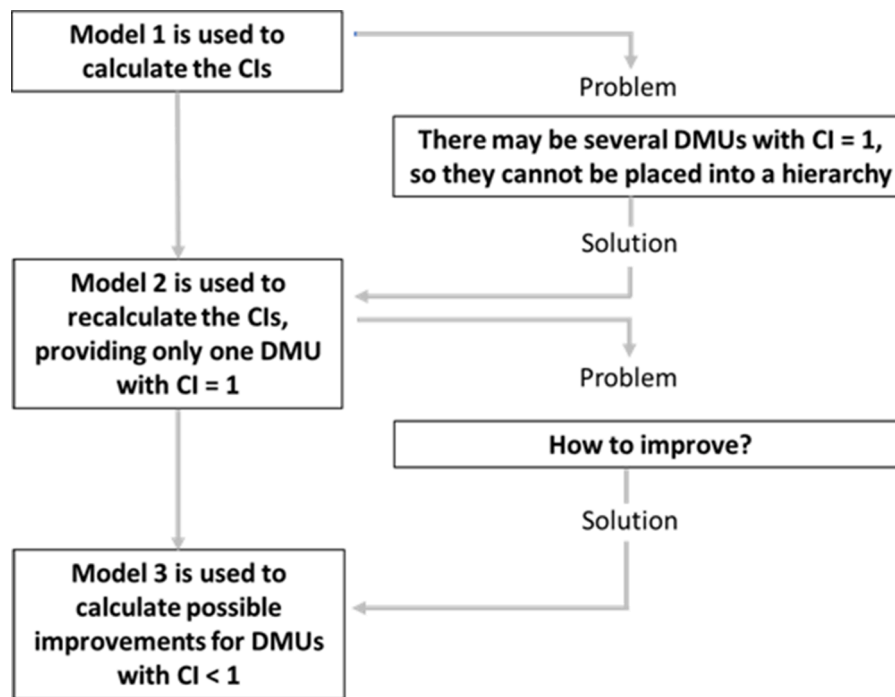 Model 1 is used to
calculate the CIs
Problem
There may be several DMUs with CI = 1,
so they cannot be placed into a hierarchy
Solution
Model 2 is used to
recalculate the CIs,
providing only one DMU
with CI = 1
Problem
How to improve?
Solution
Model 3 is used to
calculate possible
improvements for DMUs
with CI < 1